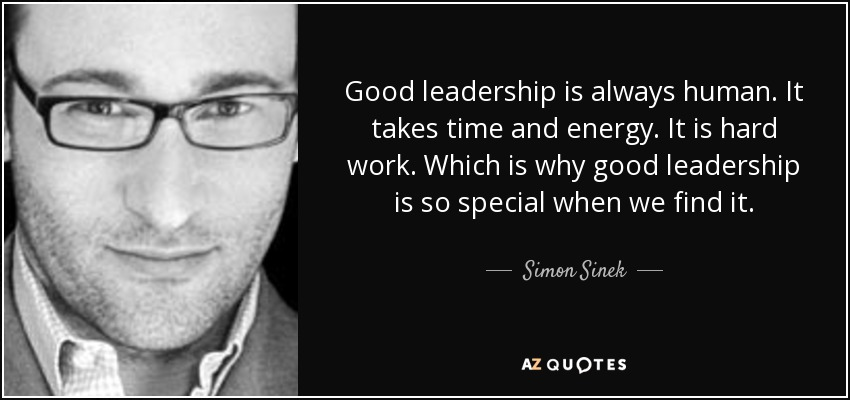 Good leadership is always human. It
takes time and energy. It is hard
work. Which is why good leadership
is so special when we find it.
Simon Sinek
AZ QUOTES